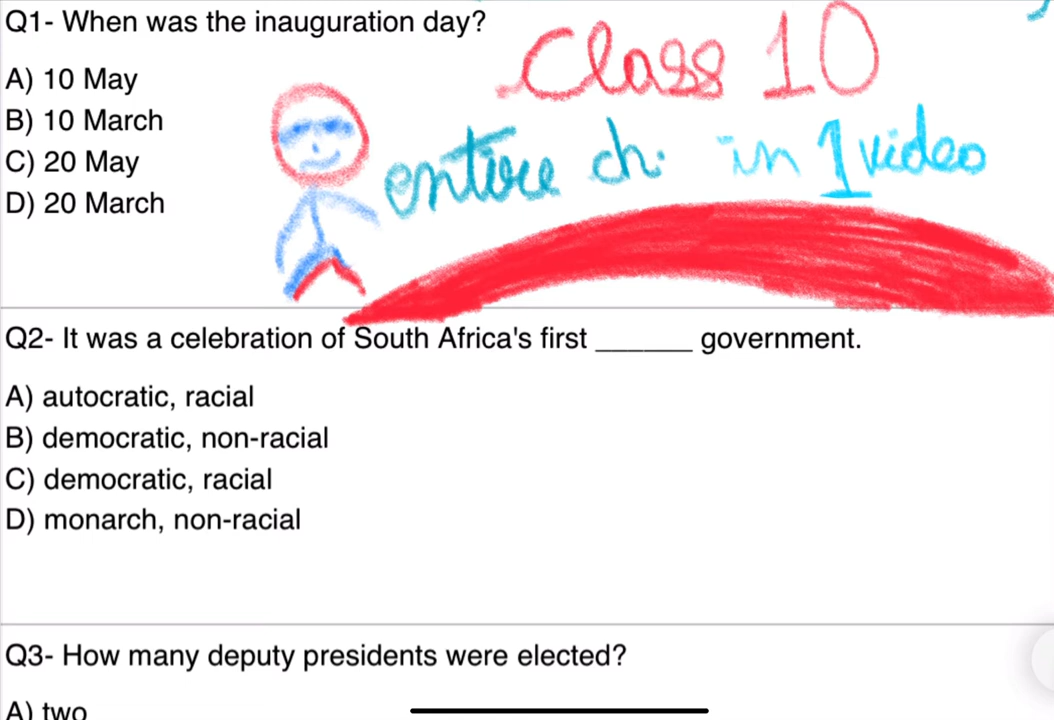 Q1- When was the inauguration day?
Class 10
A) 10 May
B) 10 March
entire ch. in 1 video
C) 20 May
D) 20 March
Q2- It was a celebration of South Africa's first ______ government.
A) autocratic, racial
B) democratic, non-racial
C) democratic, racial
D) monarch, non-racial
Q3- How many deputy presidents were elected?
A) two